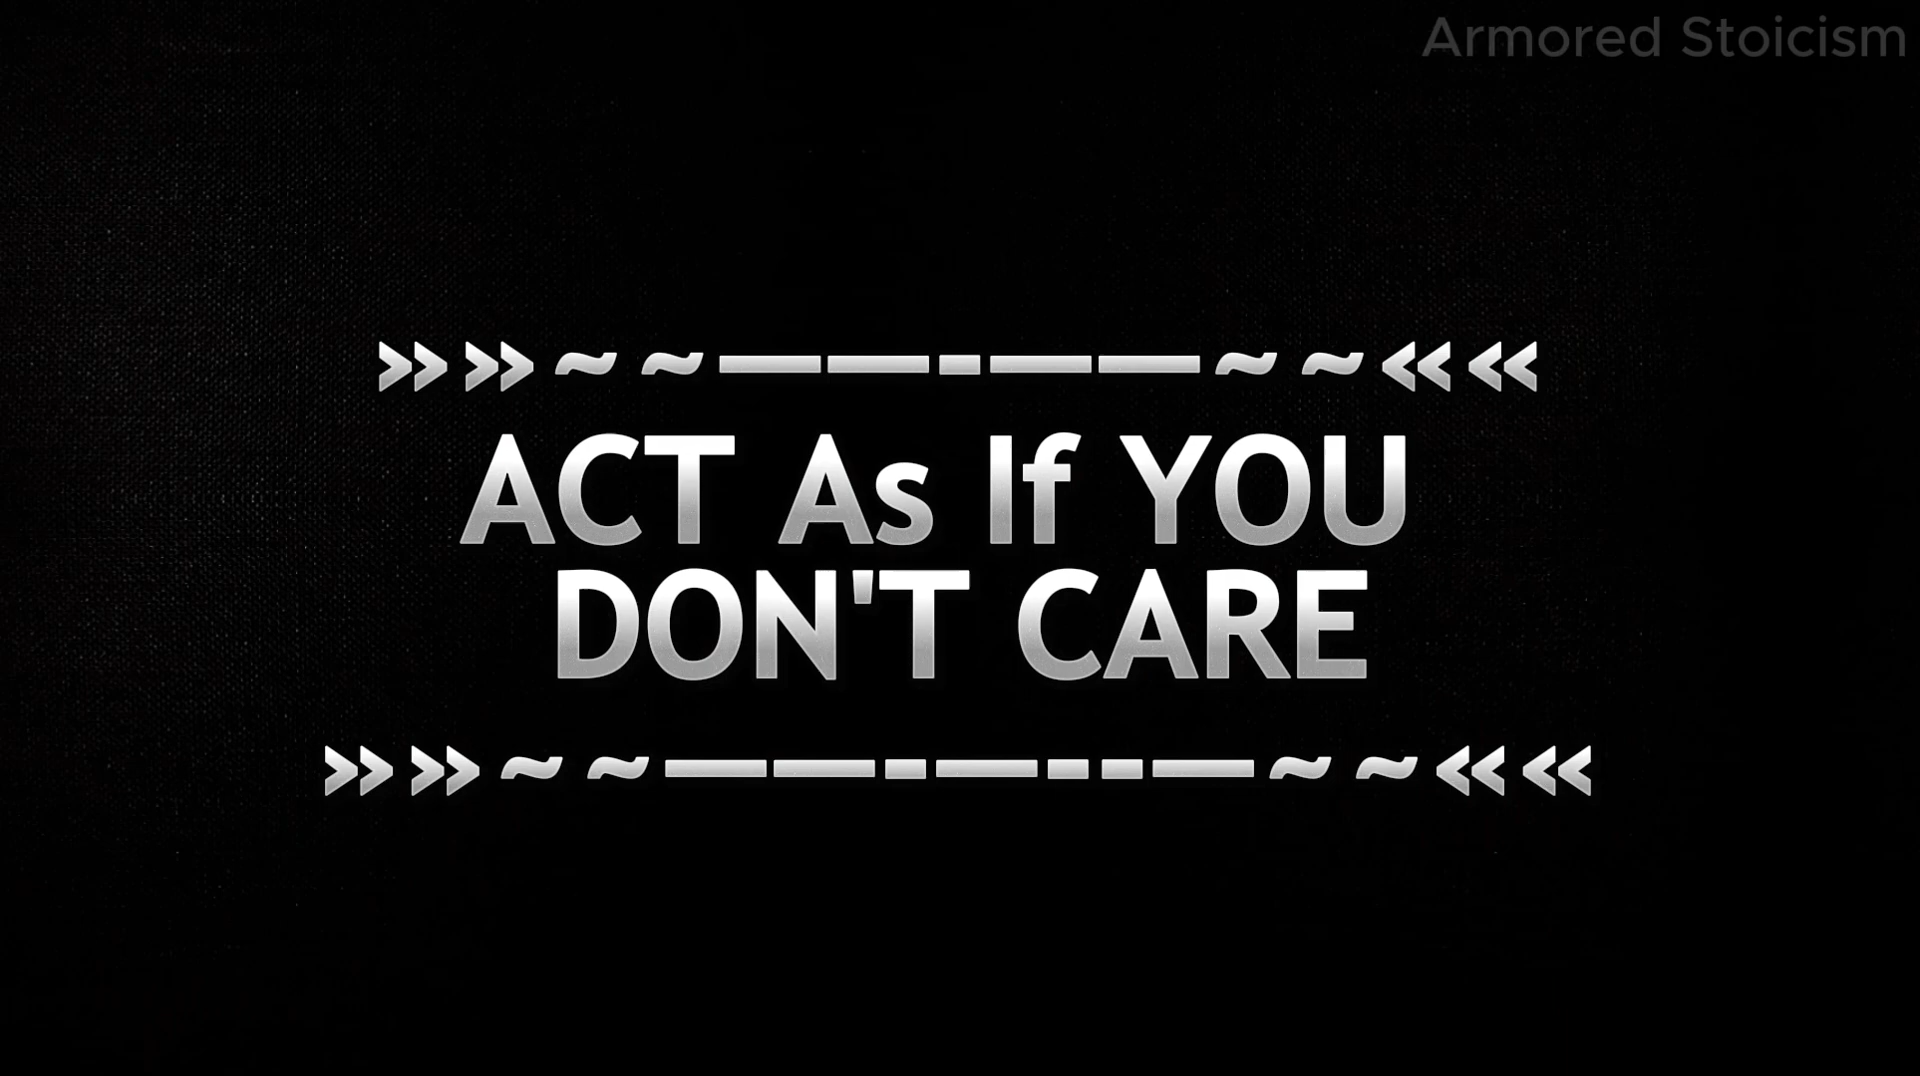 Armored Stoicism
»»~~——-——~~««
ACT As If YOU
DON'T CARE
»»~~——-—--—~~««